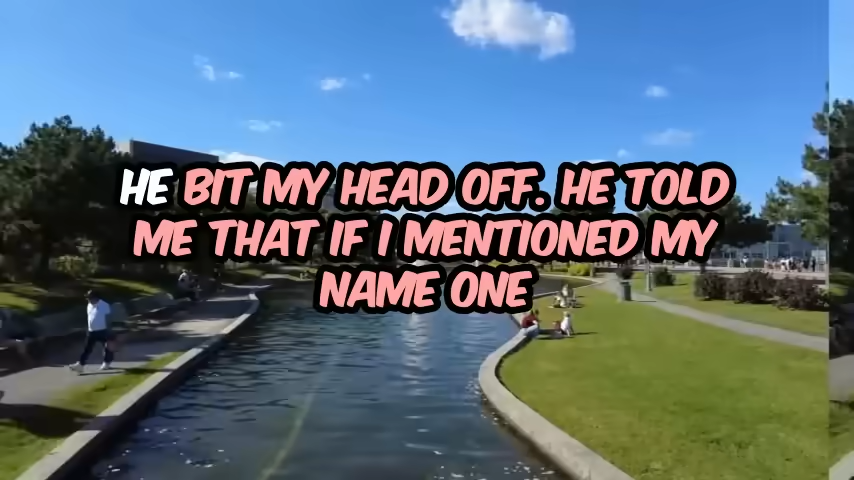 HE BIT MY HEAD OFF. HE TOLD
ME THAT IF I MENTIONED MY
NAME ONE